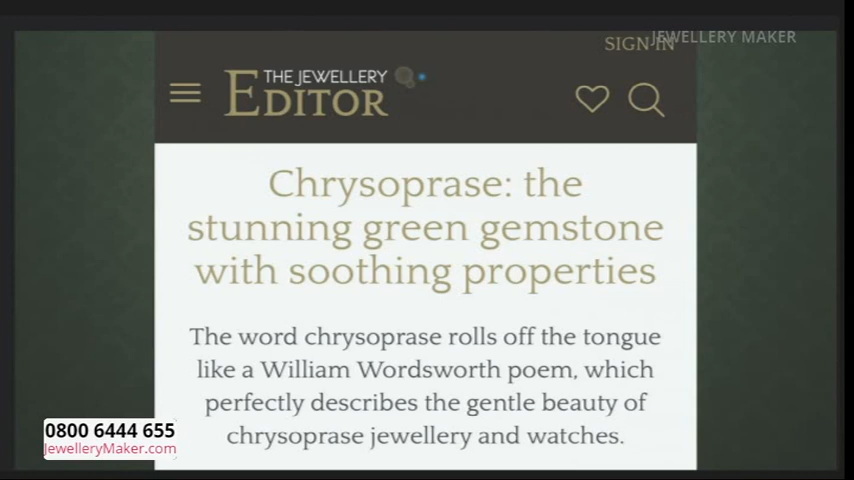 JEWELLERY MAKER
SIGN IN
THE JEWELLERY
EDITOR
Chrysoprase: the
stunning green gemstone
with soothing properties
The word chrysoprase rolls off the tongue
like a William Wordsworth poem, which
perfectly describes the gentle beauty of
chrysoprase jewellery and watches.
0800 6444 655
JewelleryMaker.com